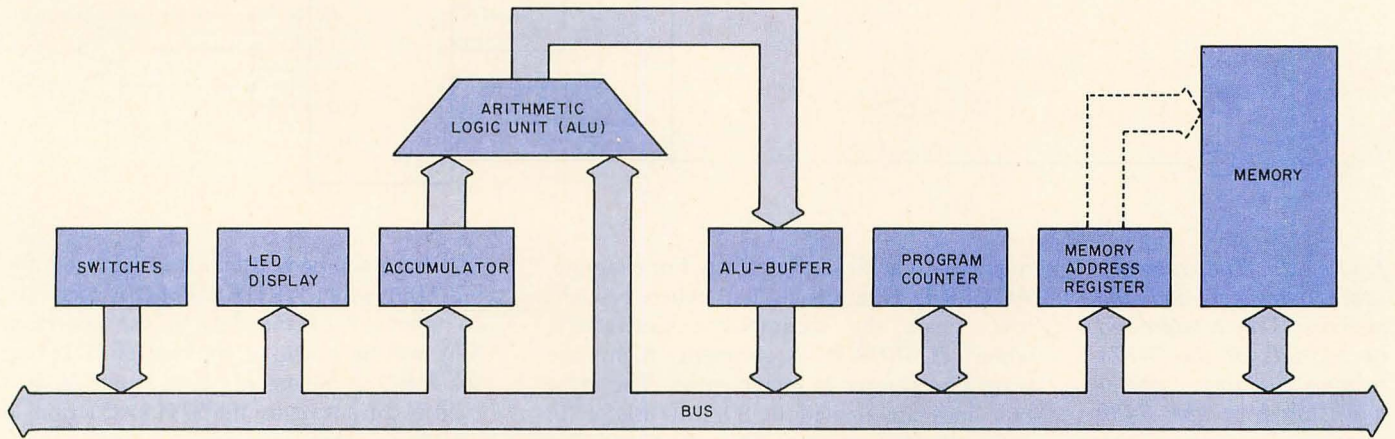 ARITHMETIC
LOGIC UNIT (ALU)
MEMORY
SWITCHES
LED
DISPLAY
ACCUMULATOR
ALU-BUFFER
PROGRAM
COUNTER
MEMORY
ADDRESS
REGISTER
BUS